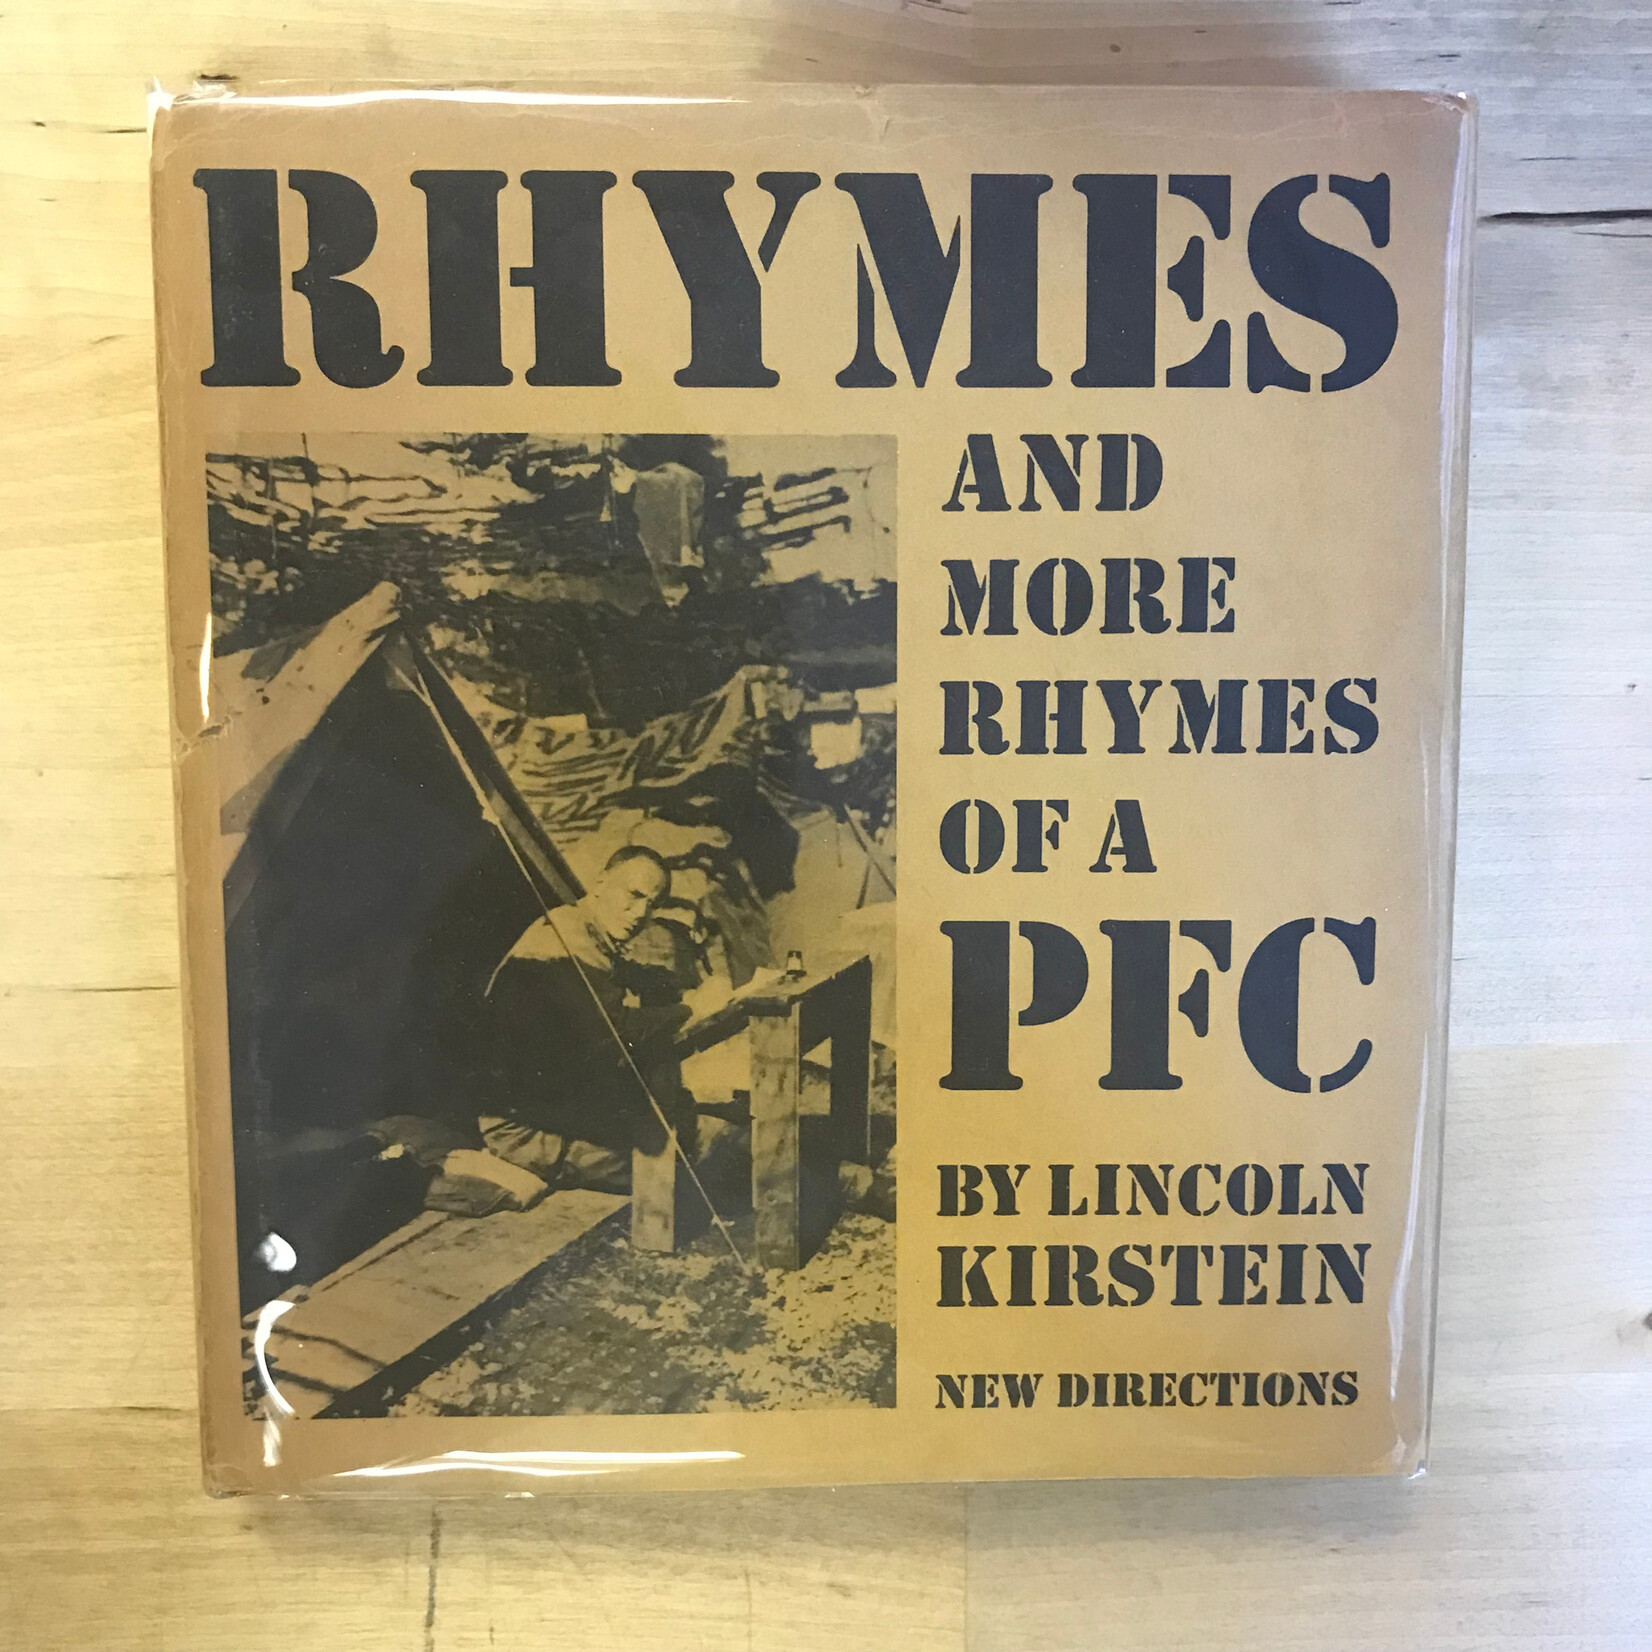 RHYMES
AND
MORE
RHYMES
OF A
PFC
BY LINCOLN
KIRSTEIN
NEW DIRECTIONS